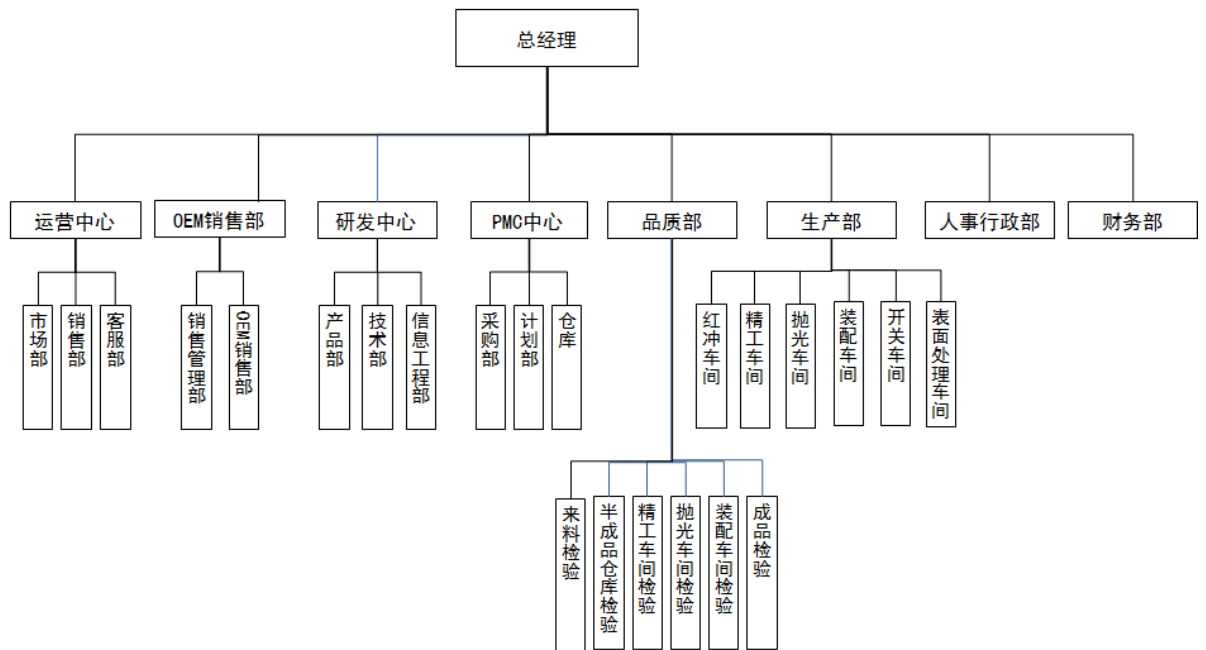 总经理
运营中心
OEM销售部
研发中心
PMC中心
品质部
生产部
人事行政部
财务部
市场部
销售部
客服部
销售管理部
OEM销售部
产品部
技术部
信息工程部
采购部
计划部
仓库
红冲车间
精工车间
抛光车间
装配车间
开关车间
表面处理车间
来料检验
半成品仓库检验
精工车间检验
抛光车间检验
装配车间检验
成品检验